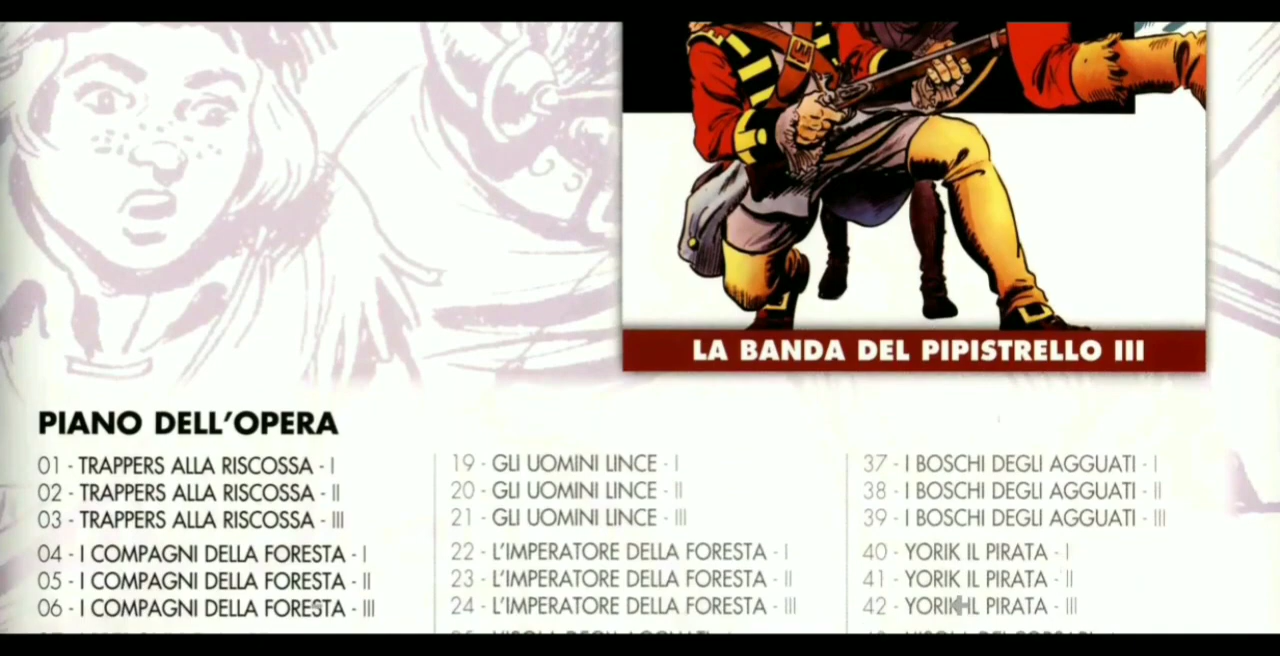 LA BANDA DEL PIPISTRELLO III
PIANO DELL'OPERA
01 - TRAPPERS ALLA RISCOSSA - I
02 - TRAPPERS ALLA RISCOSSA - II
03 - TRAPPERS ALLA RISCOSSA - III
04 - I COMPAGNI DELLA FORESTA - I
05 - I COMPAGNI DELLA FORESTA - II
06 - I COMPAGNI DELLA FORESTA - III
19 - GLI UOMINI LINCE - I
20 - GLI UOMINI LINCE - II
21 - GLI UOMINI LINCE - III
22 - L'IMPERATORE DELLA FORESTA - I
23 - L'IMPERATORE DELLA FORESTA - II
24 - L'IMPERATORE DELLA FORESTA - III
37 - I BOSCHI DEGLI AGGUATI - I
38 - I BOSCHI DEGLI AGGUATI - II
39 - I BOSCHI DEGLI AGGUATI - III
40 - YORIK IL PIRATA - I
41 - YORIK IL PIRATA - II
42 - YORIK IL PIRATA - III